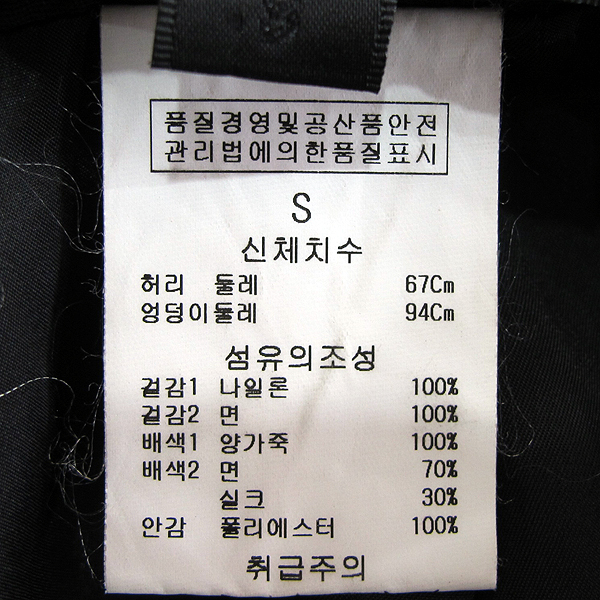 품질경영및공산품안전
관리법에의한품질표시
S
신체치수
허리 둘레 67Cm
엉덩이둘레 94Cm
섬유의조성
겉감1 나일론 100%
겉감2 면 100%
배색1 양가죽 100%
배색2 면 70%
실크 30%
안감 폴리에스터 100%
취급주의